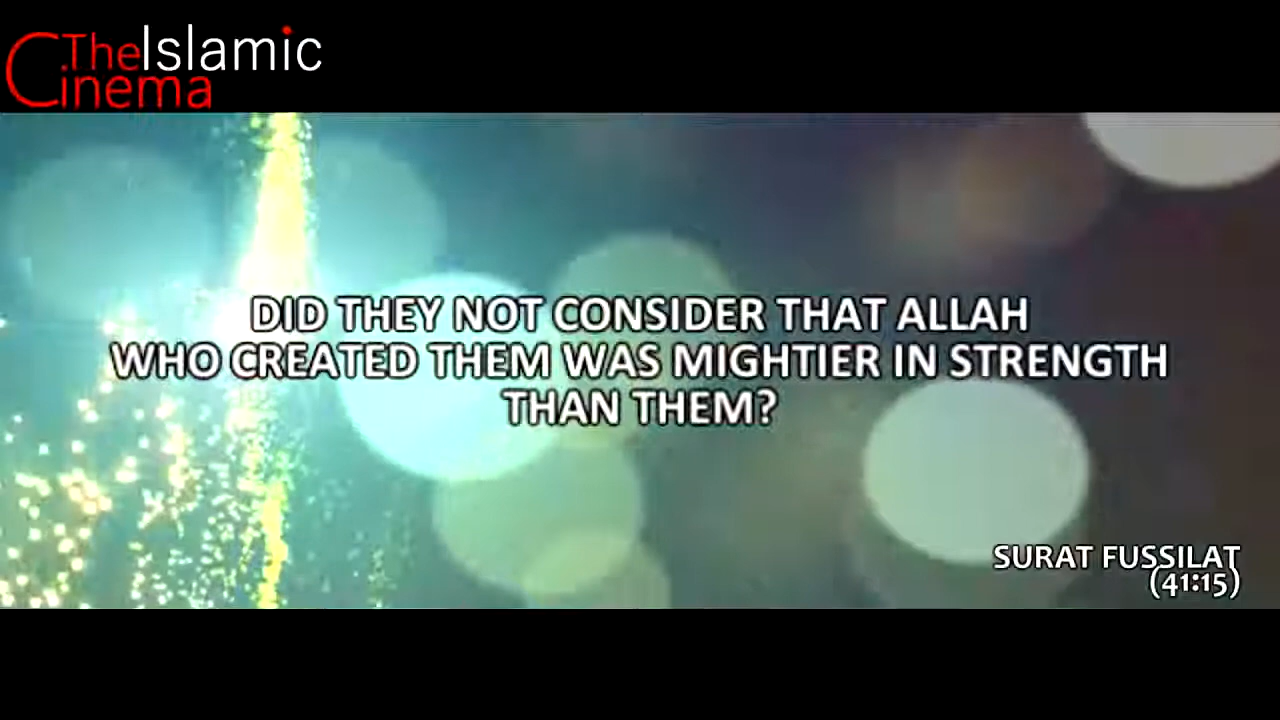 TheIslamic
Cinema
DID THEY NOT CONSIDER THAT ALLAH
WHO CREATED THEM WAS MIGHTIER IN STRENGTH
THAN THEM?
SURAT FUSSILAT
(41:15)